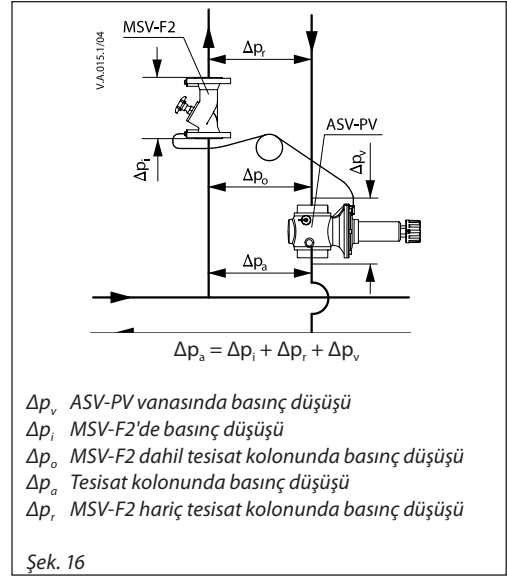 MSV-F2
V.A.015.1/04
Δpᵣ
ASV-PV
Δpᵢ
Δpᵥ
Δpₒ
Δpₐ
Δpₐ = Δpᵢ + Δpᵣ + Δpᵥ
Δpᵥ ASV-PV vanasında basınç düşüşü
Δpᵢ MSV-F2'de basınç düşüşü
Δpₒ MSV-F2 dahil tesisat kolonunda basınç düşüşü
Δpₐ Tesisat kolonunda basınç düşüşü
Δpᵣ MSV-F2 hariç tesisat kolonunda basınç düşüşü
Şek. 16